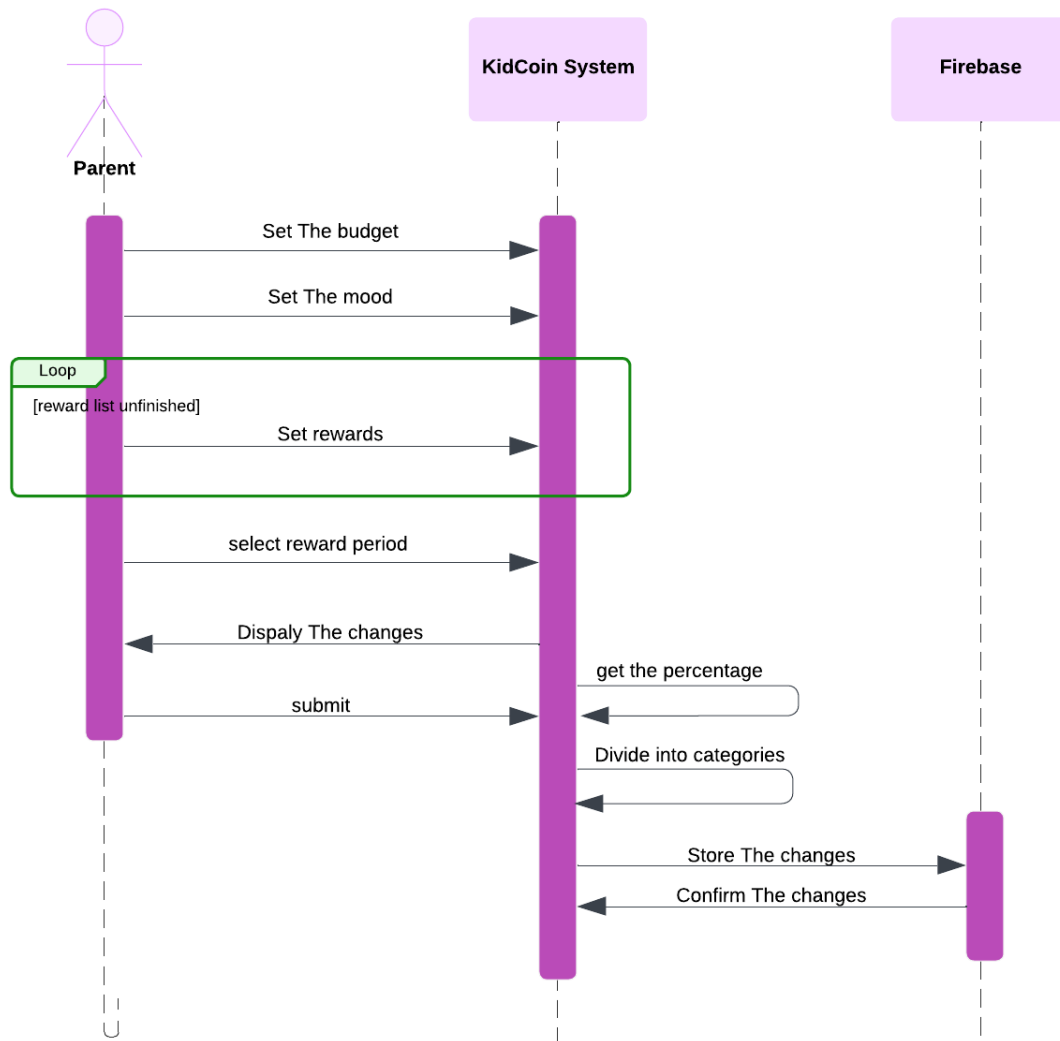 KidCoin System
Firebase
Parent
Set The budget
Set The mood
Loop
[reward list unfinished]
Set rewards
select reward period
Dispaly The changes
get the percentage
submit
Divide into categories
Store The changes
Confirm The changes